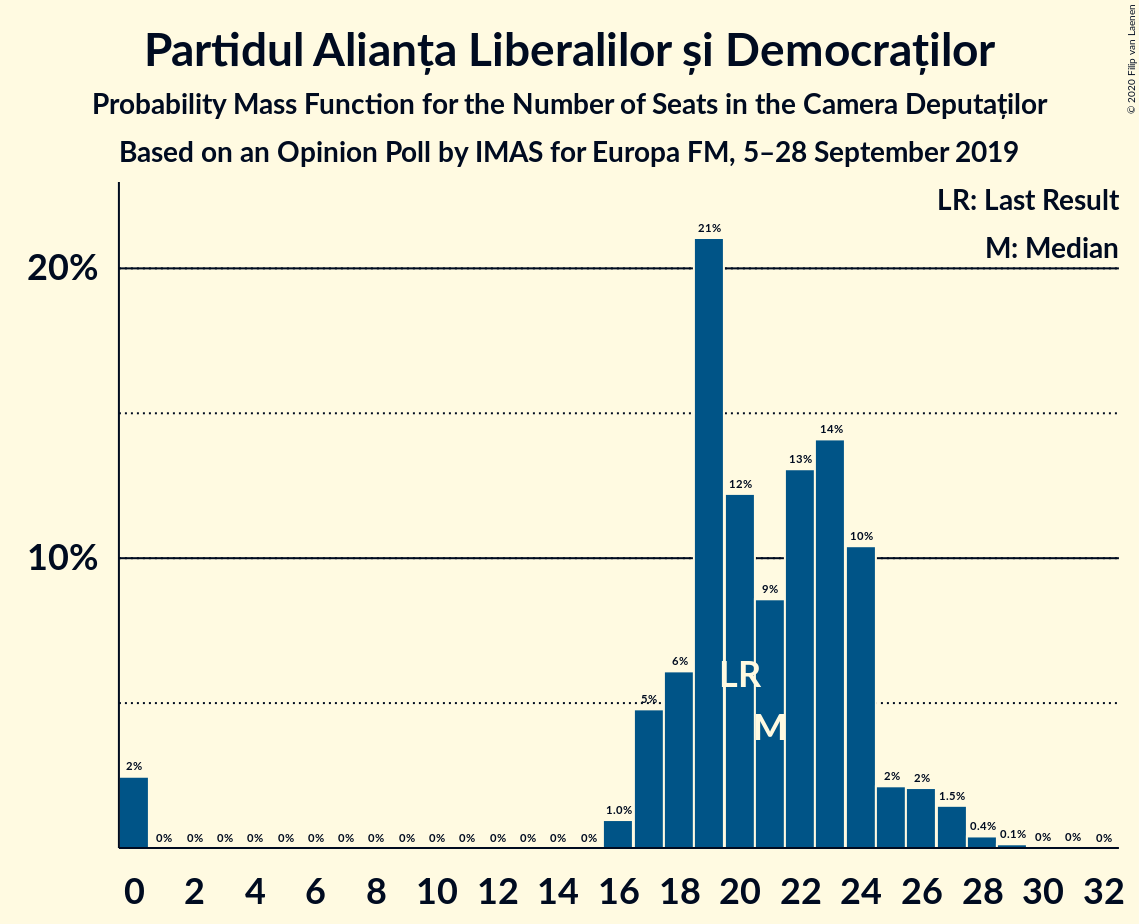 Partidul Alianța Liberalilor și Democraților
Probability Mass Function for the Number of Seats in the Camera Deputaților
Based on an Opinion Poll by IMAS for Europa FM, 5–28 September 2019
© 2020 Filip van Laenen
LR: Last Result
M: Median
20%
10%
2% 0% 0% 0% 0% 0% 0% 0% 0% 0% 0% 0% 0% 0% 0% 0% 1.0% 5% 6% 21% 12% 9% 13% 14% 10% 2% 2% 1.5% 0.4% 0.1% 0% 0% 0%
LR
M
0 2 4 6 8 10 12 14 16 18 20 22 24 26 28 30 32